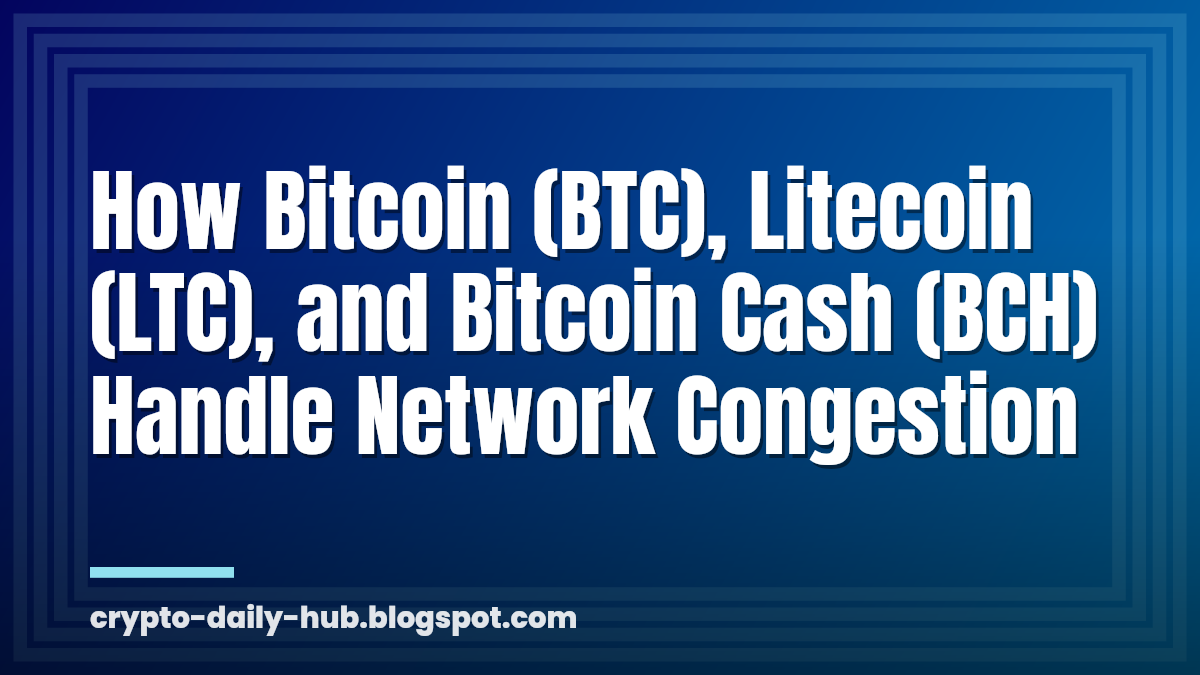 How Bitcoin (BTC), Litecoin
(LTC), and Bitcoin Cash (BCH)
Handle Network Congestion
crypto-daily-hub.blogspot.com